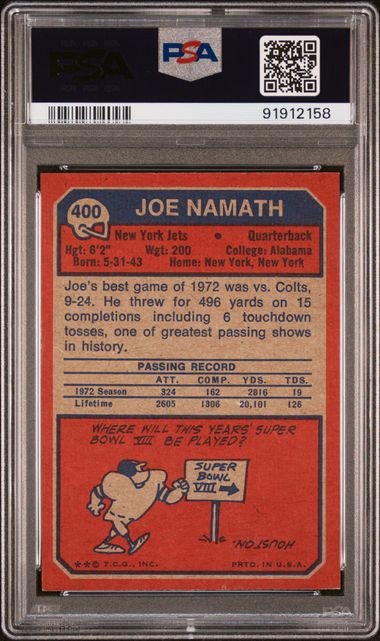 PSA
PSA
91912158
400
JOE NAMATH
New York Jets • Quarterback
Hgt: 6'2" Wgt: 200 College: Alabama
Born: 5-31-43 Home: New York, New York
Joe's best game of 1972 was vs. Colts,
9-24. He threw for 496 yards on 15
completions including 6 touchdown
tosses, one of greatest passing shows
in history.
PASSING RECORD
ATT. COMP. YDS. TDS.
1972 Season 324 162 2816 19
Lifetime 2605 1306 20,101 126
WHERE WILL THIS YEARS' SUPER
BOWL VIII BE PLAYED?
SUPER
BOWL
VIII
HOUSTON.
**© T.C.G., INC. PRTD. IN U.S.A.